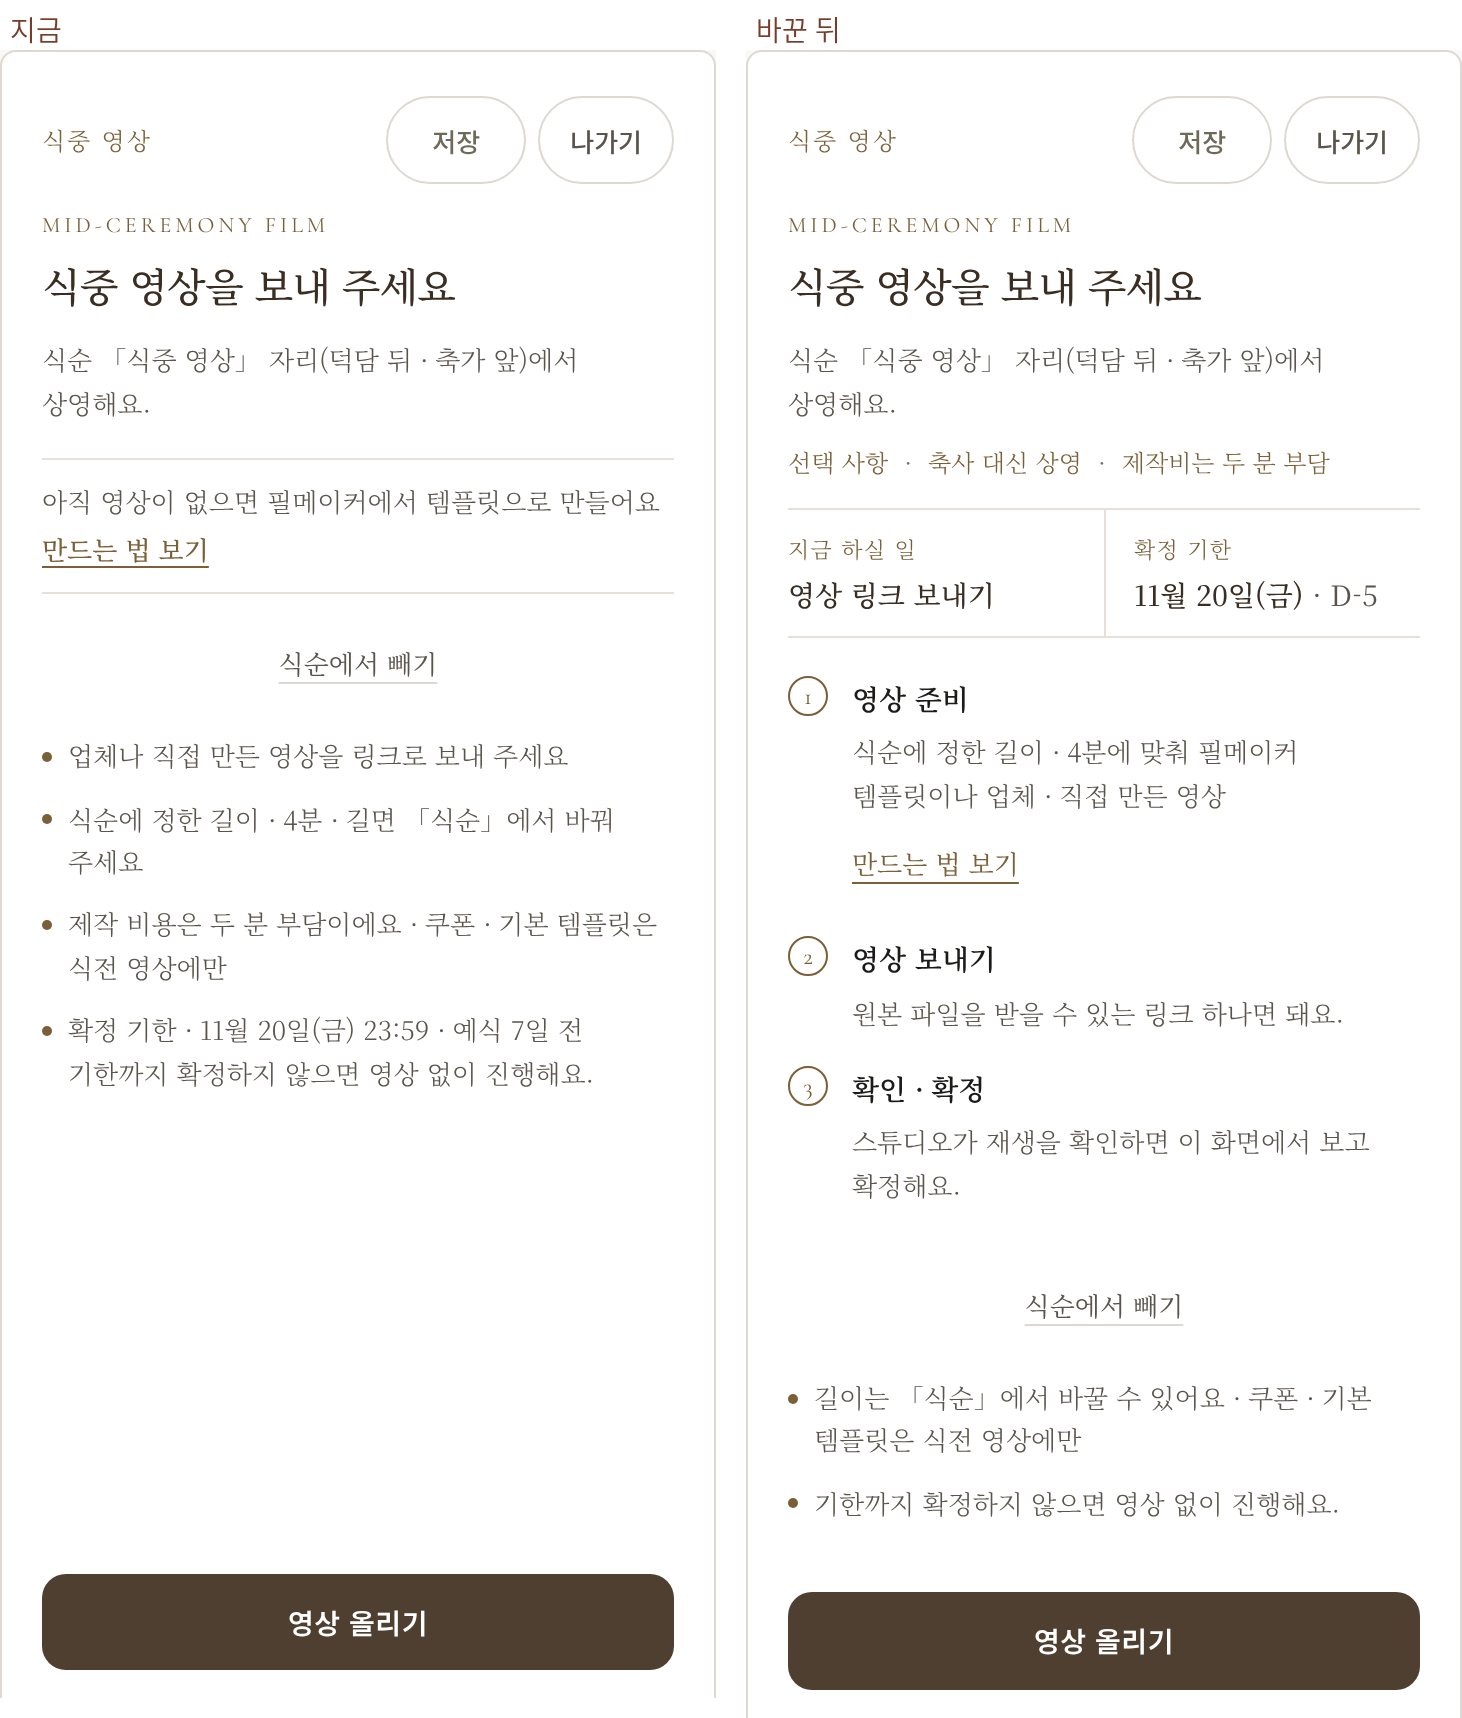 지금
식중 영상
저장
나가기
MID-CEREMONY FILM
식중 영상을 보내 주세요
식순 「식중 영상」 자리(덕담 뒤 · 축가 앞)에서
상영해요.
아직 영상이 없으면 필메이커에서 템플릿으로 만들어요
만드는 법 보기
식순에서 빼기
업체나 직접 만든 영상을 링크로 보내 주세요
식순에 정한 길이 · 4분 · 길면 「식순」에서 바꿔
주세요
제작 비용은 두 분 부담이에요 · 쿠폰 · 기본 템플릿은
식전 영상에만
확정 기한 · 11월 20일(금) 23:59 · 예식 7일 전
기한까지 확정하지 않으면 영상 없이 진행해요.
영상 올리기
바꾼 뒤
식중 영상
저장
나가기
MID-CEREMONY FILM
식중 영상을 보내 주세요
식순 「식중 영상」 자리(덕담 뒤 · 축가 앞)에서
상영해요.
선택 사항 · 축사 대신 상영 · 제작비는 두 분 부담
지금 하실 일
영상 링크 보내기
확정 기한
11월 20일(금) · D-5
1
영상 준비
식순에 정한 길이 · 4분에 맞춰 필메이커
템플릿이나 업체 · 직접 만든 영상
만드는 법 보기
2
영상 보내기
원본 파일을 받을 수 있는 링크 하나면 돼요.
3
확인 · 확정
스튜디오가 재생을 확인하면 이 화면에서 보고
확정해요.
식순에서 빼기
길이는 「식순」에서 바꿀 수 있어요 · 쿠폰 · 기본
템플릿은 식전 영상에만
기한까지 확정하지 않으면 영상 없이 진행해요.
영상 올리기